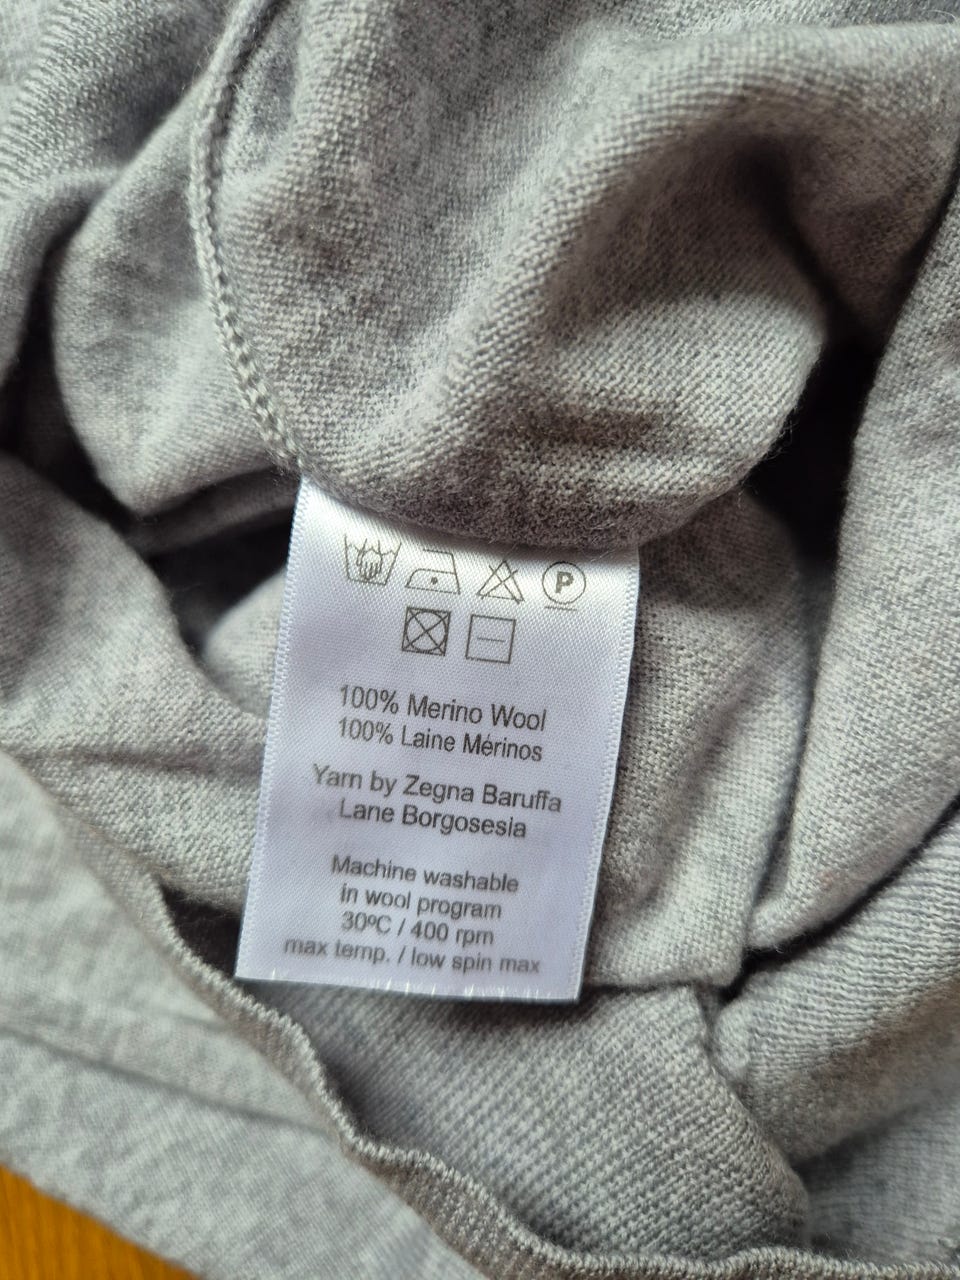 P
100% Merino Wool
100% Laine Mérinos
Yarn by Zegna Baruffa
Lane Borgosesia
Machine washable
in wool program
30ºC / 400 rpm
max temp. / low spin max